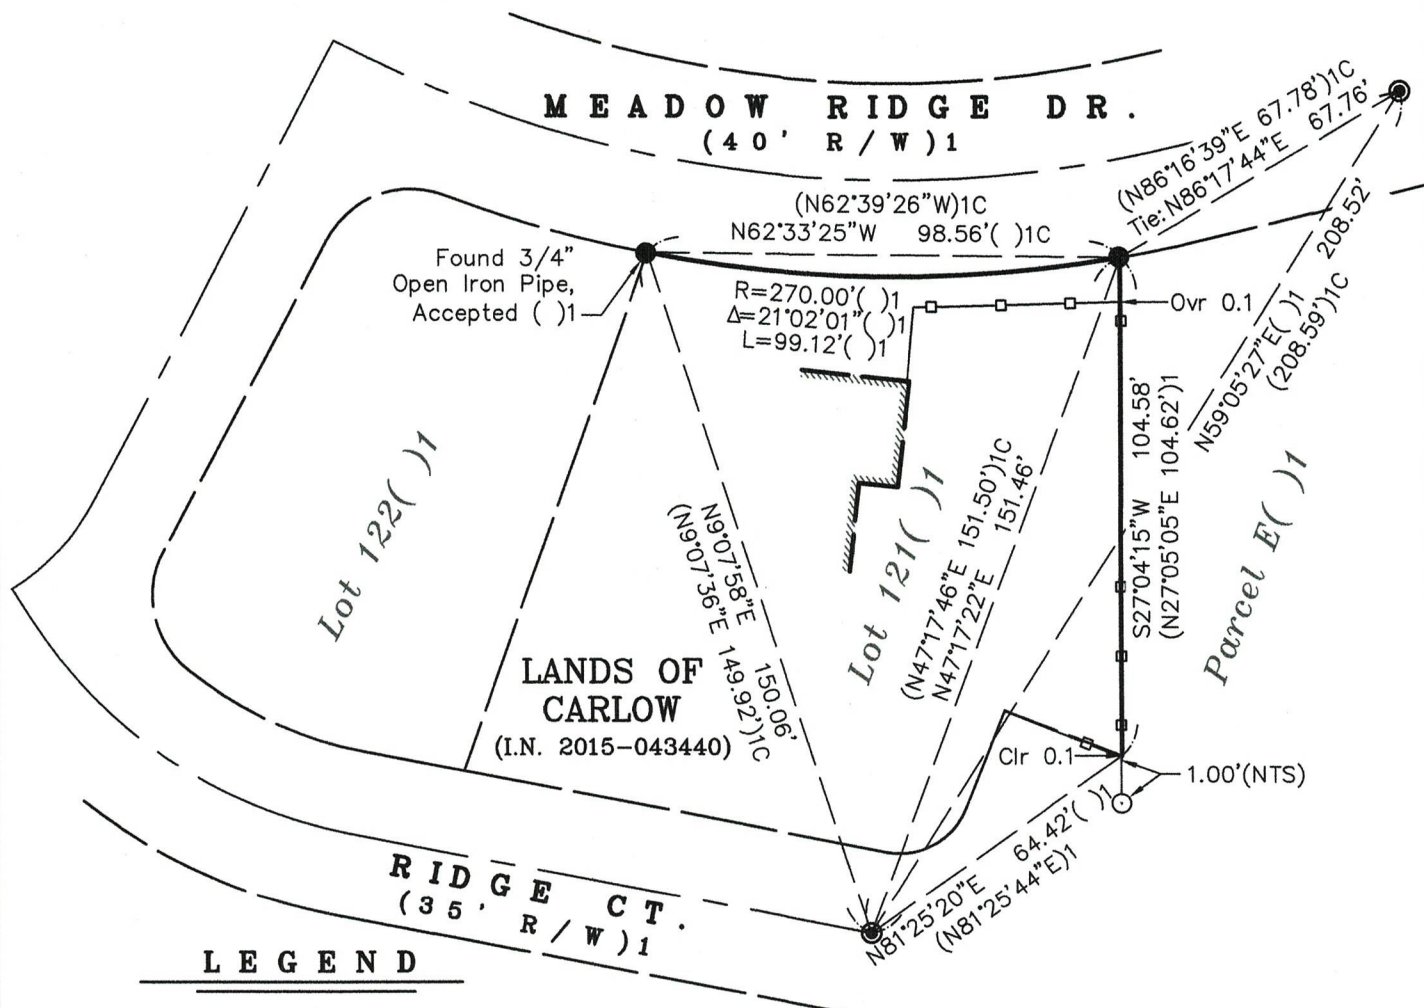 MEADOW RIDGE DR.
(40' R/W)1
(N86°16'39"E 67.78')1C
Tie: N86°17'44"E 67.76'
(N62°39'26"W)1C
N62°33'25"W 98.56'( )1C
Found 3/4"
Open Iron Pipe,
Accepted ( )1
R=270.00'( )1
Δ=21°02'01"( )1
L=99.12'( )1
Ovr 0.1
N59°05'27"E( )1 208.52'
(208.59')1C
S27°04'15"W 104.58'
(N27°05'05"E 104.62')1
Lot 122( )1
Lot 121( )1
Parcel E( )1
(N47°17'46"E 151.50')1C
N47°17'22"E 151.46'
N9°07'58"E 150.06'
(N9°07'36"E 149.92')1C
LANDS OF
CARLOW
(I.N. 2015-043440)
Clr 0.1
1.00'(NTS)
N81°25'20"E 64.42'( )1
(N81°25'44"E)1
RIDGE CT.
(35' R/W)1
LEGEND